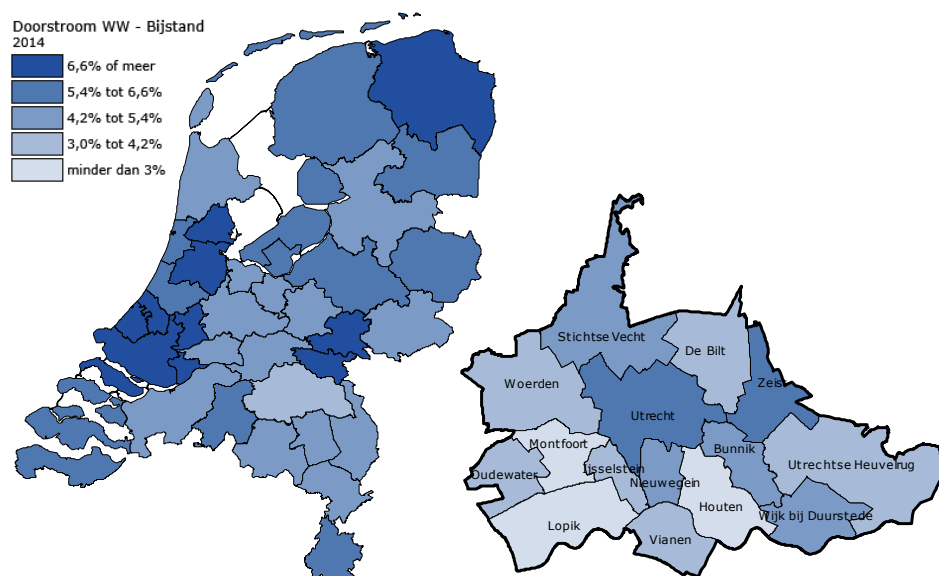 Doorstroom WW - Bijstand
2014
6,6% of meer
5,4% tot 6,6%
4,2% tot 5,4%
3,0% tot 4,2%
minder dan 3%
Stichtse Vecht
De Bilt
Woerden
Zeist
Utrecht
Montfoort
Bunnik
Oudewater
IJsselstein
Utrechtse Heuvelrug
Nieuwegein
Houten
Lopik
Wijk bij Duurstede
Vianen